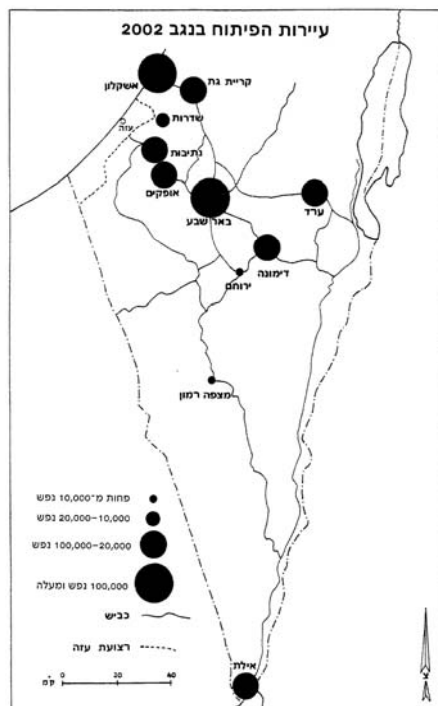 עיירות הפיתוח בנגב 2002
אשקלון
קריית גת
שדרות
עזה
נתיבות
אופקים
באר שבע
ערד
דימונה
ירוחם
מצפה רמון
פחות מ־10,000 נפש
20,000–10,000 נפש
100,000–20,000 נפש
100,000 נפש ומעלה
כביש
רצועת עזה
ק"מ 0 20 40
אילת
צ